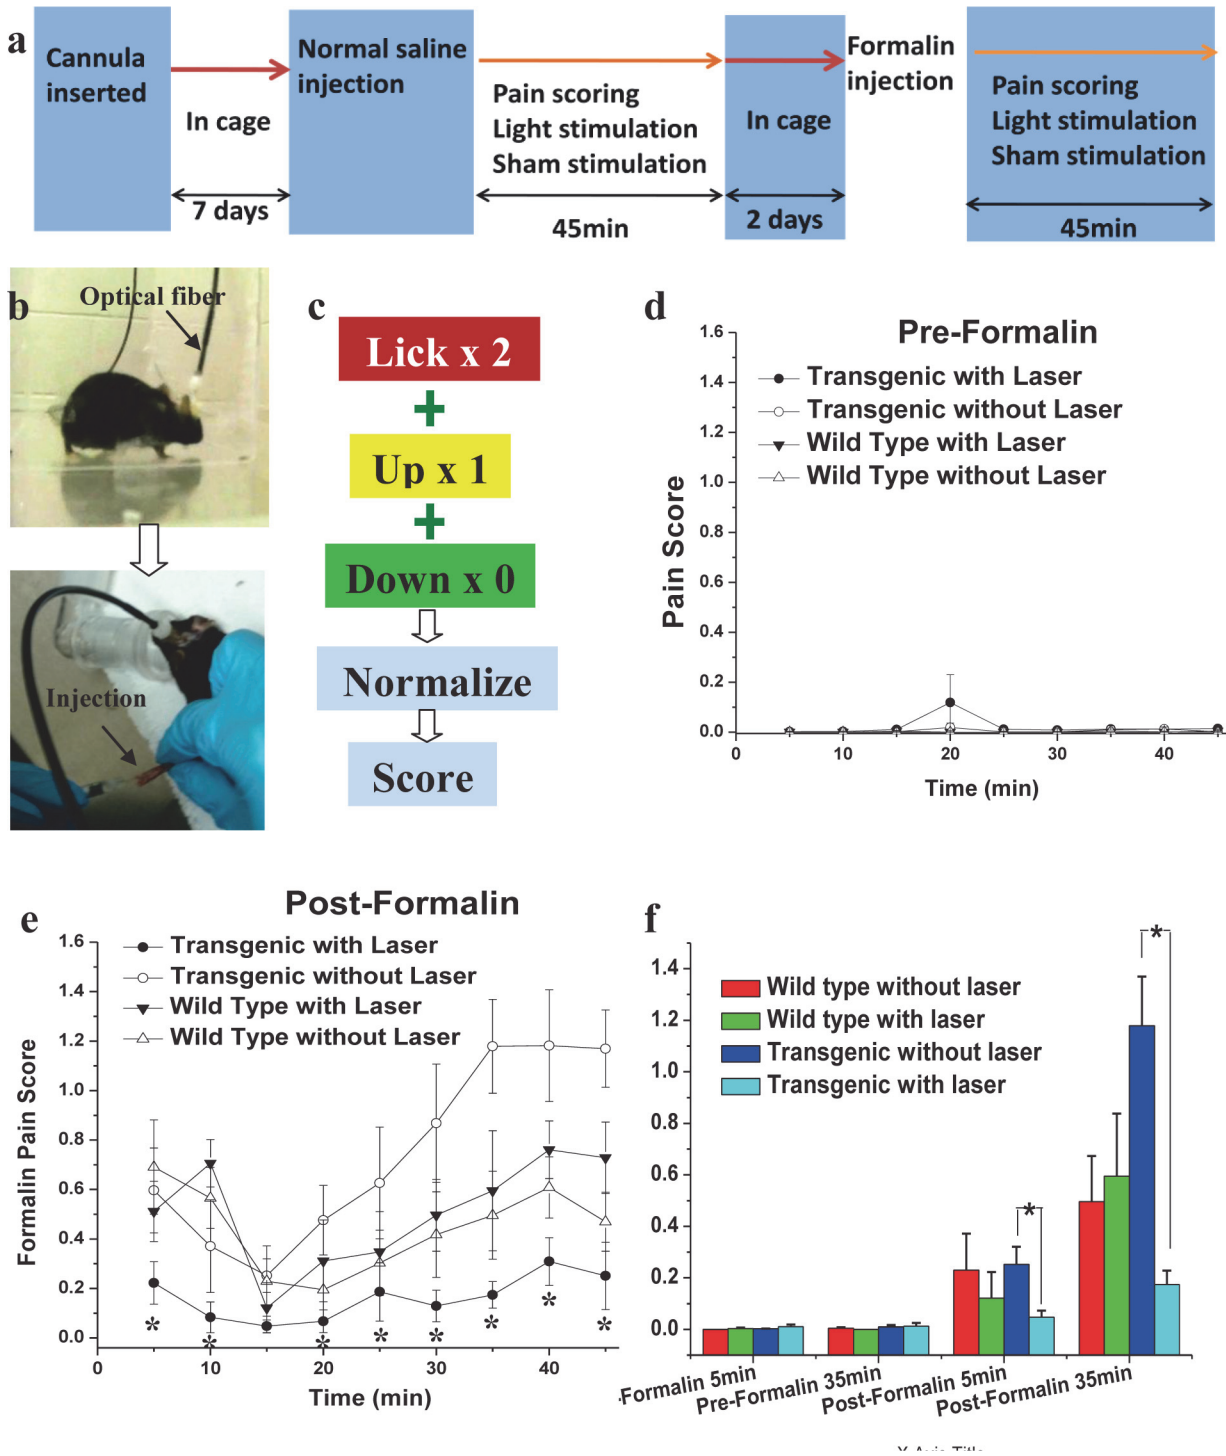 a
Cannula
inserted
In cage
7 days
Normal saline
injection
Pain scoring
Light stimulation
Sham stimulation
45min
In cage
2 days
Formalin
injection
Pain scoring
Light stimulation
Sham stimulation
45min
b
Optical fiber
Injection
c
Lick x 2
+
Up x 1
+
Down x 0
Normalize
Score
d
Pre-Formalin
Transgenic with Laser
Transgenic without Laser
Wild Type with Laser
Wild Type without Laser
Pain Score
1.6
1.4
1.2
1.0
0.8
0.6
0.4
0.2
0.0
0 10 20 30 40
Time (min)
e
Post-Formalin
Transgenic with Laser
Transgenic without Laser
Wild Type with Laser
Wild Type without Laser
Formalin Pain Score
1.6
1.4
1.2
1.0
0.8
0.6
0.4
0.2
0.0
* * * * * * * *
0 10 20 30 40
Time (min)
f
Wild type without laser
Wild type with laser
Transgenic without laser
Transgenic with laser
1.4
1.2
1.0
0.8
0.6
0.4
0.2
0.0
*
*
-Formalin 5min
Pre-Formalin 35min
Post-Formalin 5min
Post-Formalin 35min